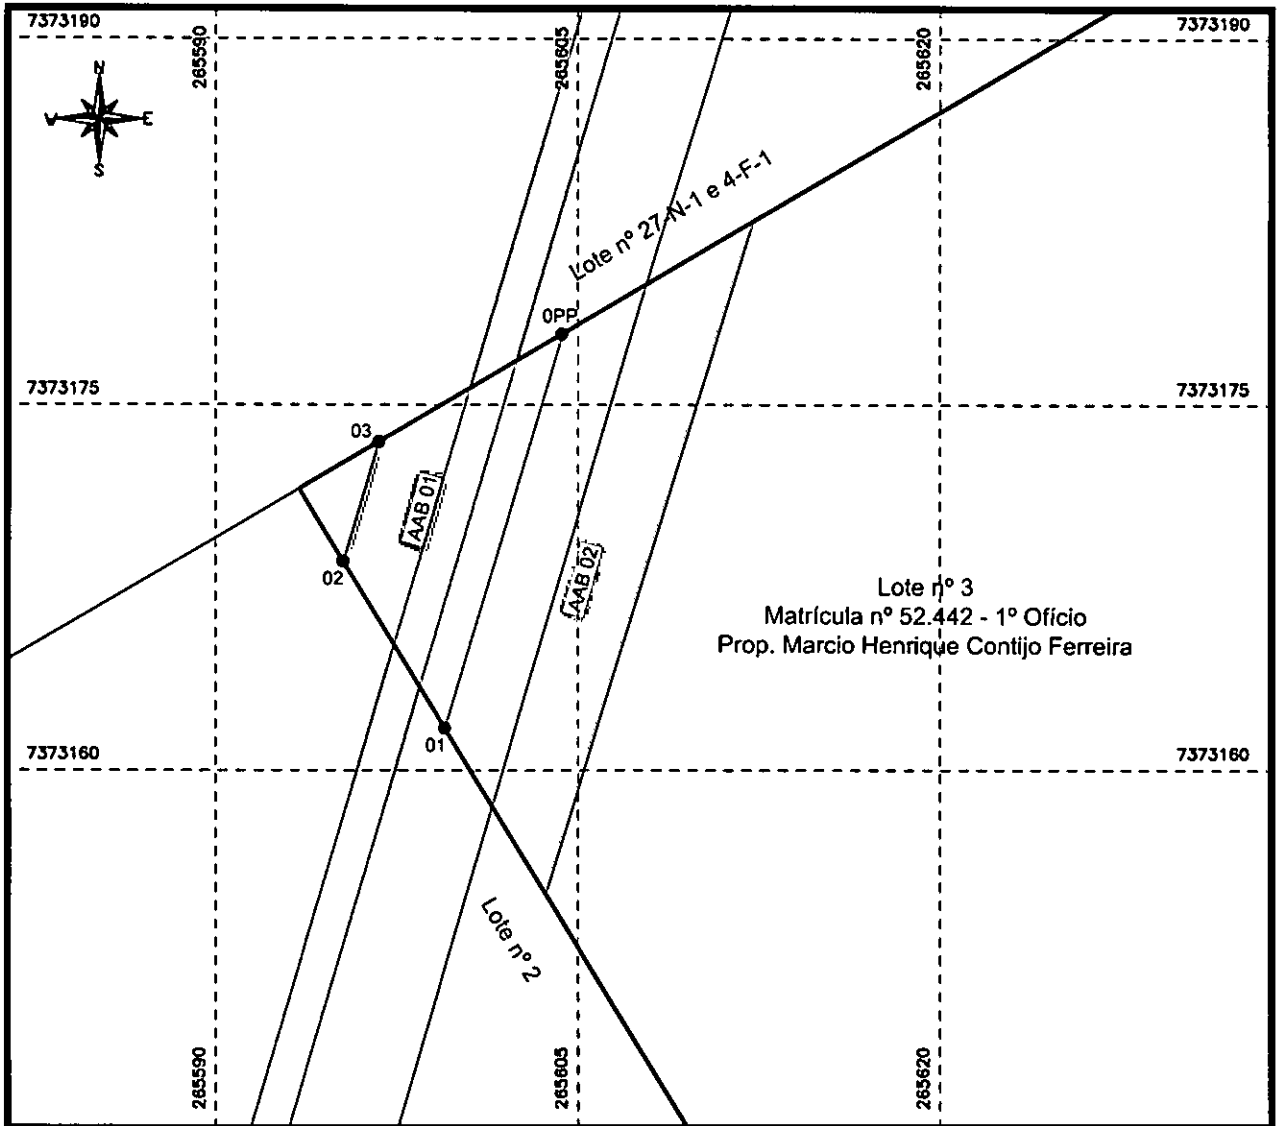 7373190
7373190
265590
265605
265620
N
W
E
S
Lote nº 27-N-1 e 4-F-1
0PP
7373175
7373175
03
AAB 01
02
AAB 02
Lote nº 3
Matrícula nº 52.442 - 1º Ofício
Prop. Marcio Henrique Contijo Ferreira
01
7373160
7373160
Lote nº 2
265590
265605
265620